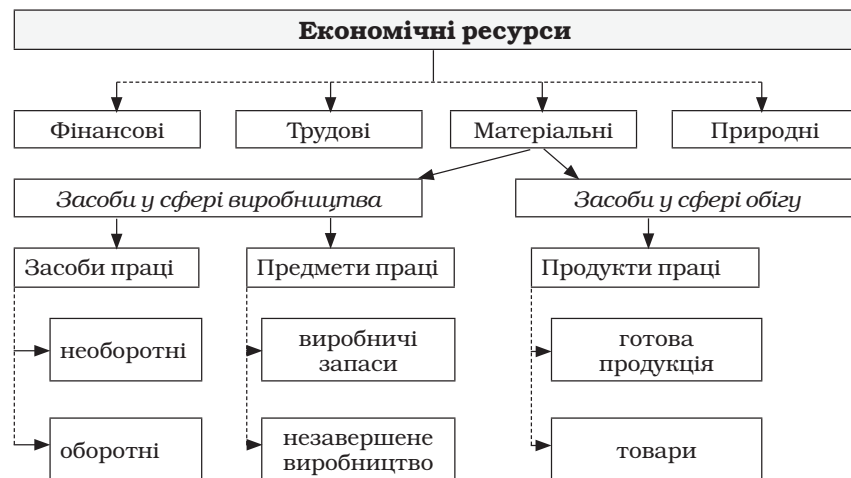 Економічні ресурси
Фінансові
Трудові
Матеріальні
Природні
Засоби у сфері виробництва
Засоби у сфері обігу
Засоби праці
Предмети праці
Продукти праці
необоротні
виробничі
запаси
готова
продукція
оборотні
незавершене
виробництво
товари